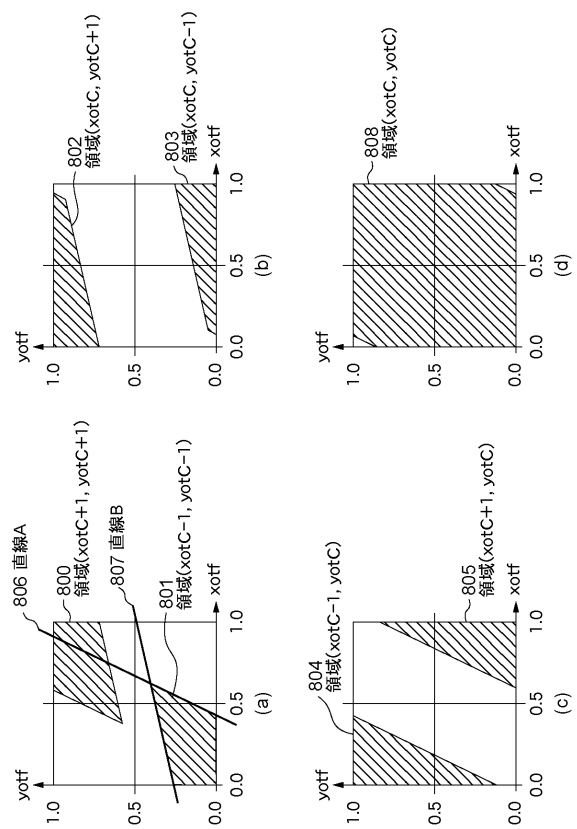 yotf
1.0
0.5
0.0
0.0
0.5
1.0
xotf
806 直線A
800
領域(xotC+1, yotC+1)
807 直線B
801
領域(xotC-1, yotC-1)
(a)
yotf
1.0
0.5
0.0
0.0
0.5
1.0
xotf
802
領域(xotC, yotC+1)
803
領域(xotC, yotC-1)
(b)
yotf
1.0
0.5
0.0
0.0
0.5
1.0
xotf
804
領域(xotC-1, yotC)
805
領域(xotC+1, yotC)
(c)
yotf
1.0
0.5
0.0
0.0
0.5
1.0
xotf
808
領域(xotC, yotC)
(d)